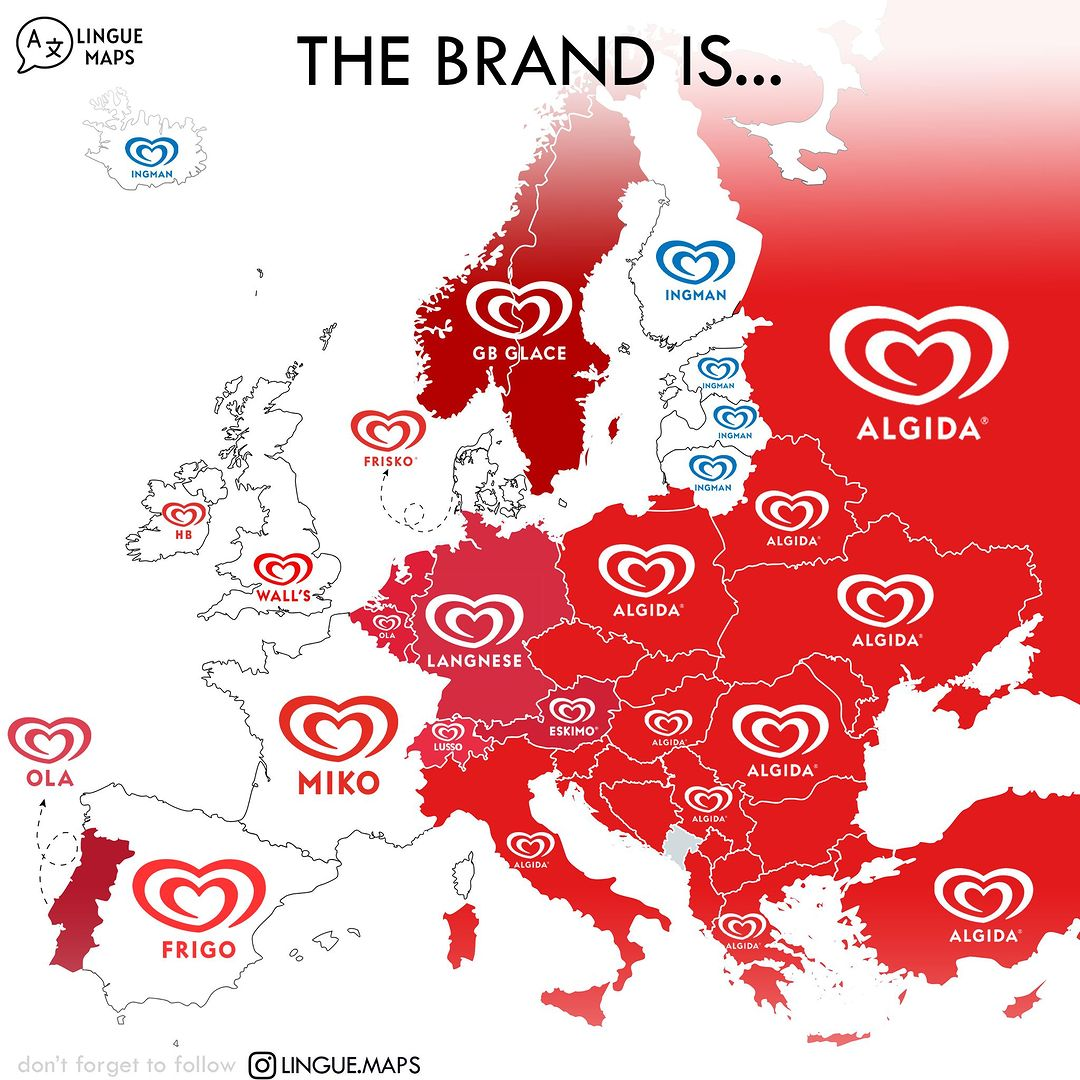 A文
LINGUE
MAPS
THE BRAND IS...
INGMAN
INGMAN
GB GLACE
INGMAN
INGMAN
INGMAN
ALGIDA®
FRISKO®
HB
WALL'S
ALGIDA®
ALGIDA®
ALGIDA®
OLA
LANGNESE
ESKIMO®
LUSSO
ALGIDA®
ALGIDA®
MIKO
OLA
ALGIDA®
ALGIDA®
FRIGO
ALGIDA®
ALGIDA®
don't forget to follow LINGUE.MAPS